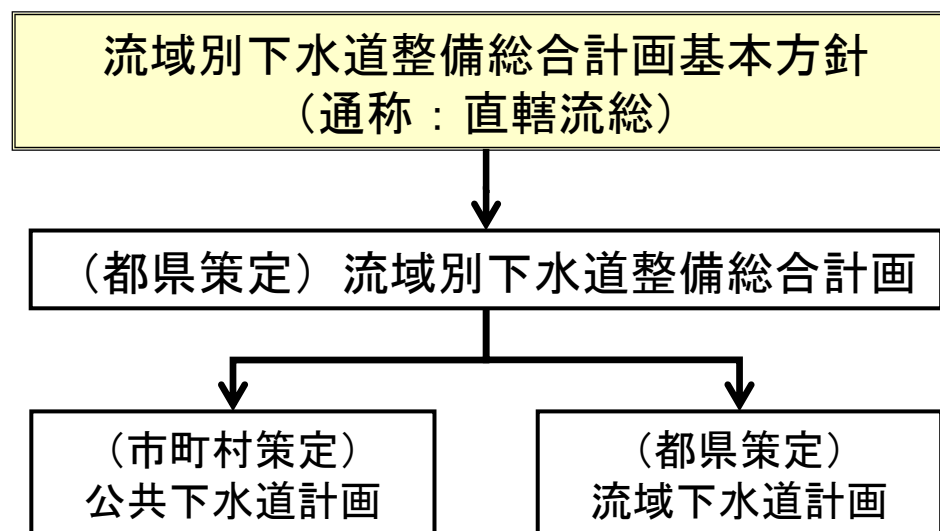 流域別下水道整備総合計画基本方針
（通称：直轄流総）
（都県策定）流域別下水道整備総合計画
（市町村策定）
公共下水道計画
（都県策定）
流域下水道計画